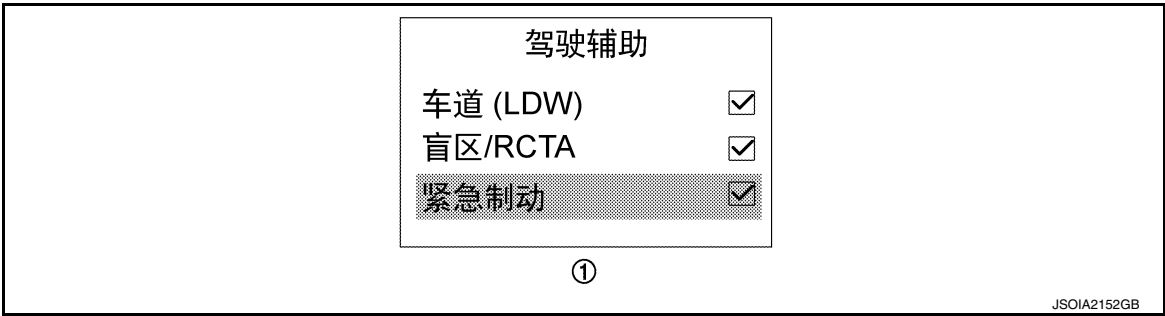 驾驶辅助
车道 (LDW)
盲区/RCTA
紧急制动
①
JSOIA2152GB